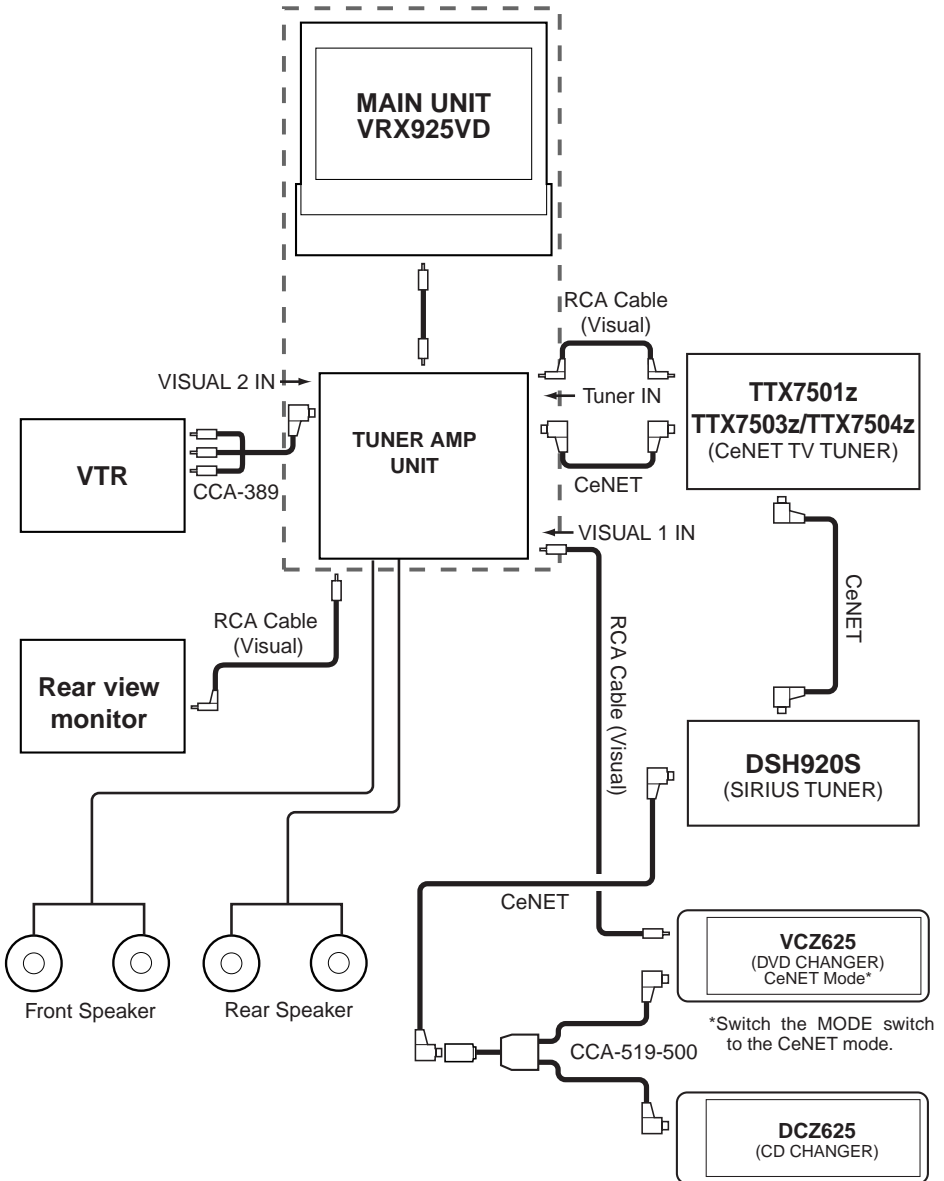 MAIN UNIT
VRX925VD
RCA Cable
(Visual)
VISUAL 2 IN
Tuner IN
TTX7501z
TTX7503z/TTX7504z
(CeNET TV TUNER)
TUNER AMP
UNIT
VTR
CCA-389
CeNET
VISUAL 1 IN
CeNET
RCA Cable
(Visual)
RCA Cable (Visual)
Rear view
monitor
DSH920S
(SIRIUS TUNER)
CeNET
VCZ625
(DVD CHANGER)
CeNET Mode*
Front Speaker
Rear Speaker
*Switch the MODE switch
to the CeNET mode.
CCA-519-500
DCZ625
(CD CHANGER)